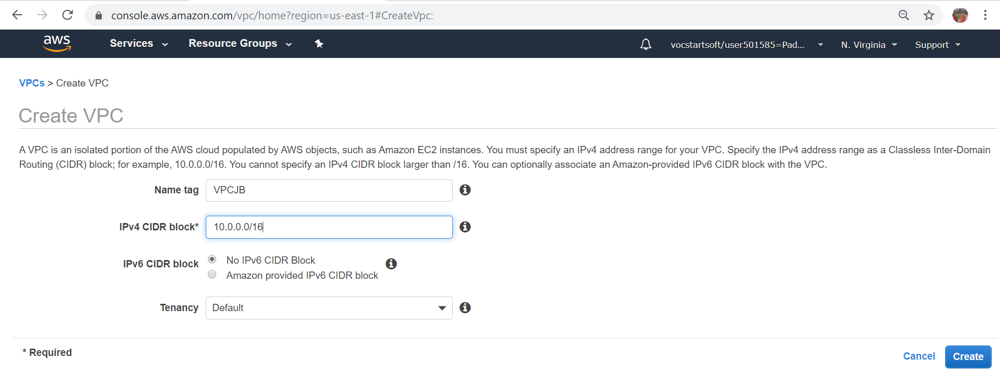 console.aws.amazon.com/vpc/home?region=us-east-1#CreateVpc:
aws Services Resource Groups vocstartsoft/user501585=Pad... N. Virginia Support
VPCs > Create VPC
Create VPC
A VPC is an isolated portion of the AWS cloud populated by AWS objects, such as Amazon EC2 instances. You must specify an IPv4 address range for your VPC. Specify the IPv4 address range as a Classless Inter-Domain
Routing (CIDR) block; for example, 10.0.0.0/16. You cannot specify an IPv4 CIDR block larger than /16. You can optionally associate an Amazon-provided IPv6 CIDR block with the VPC.
Name tag VPCJB
IPv4 CIDR block* 10.0.0.0/16
IPv6 CIDR block No IPv6 CIDR Block
Amazon provided IPv6 CIDR block
Tenancy Default
* Required
Cancel Create